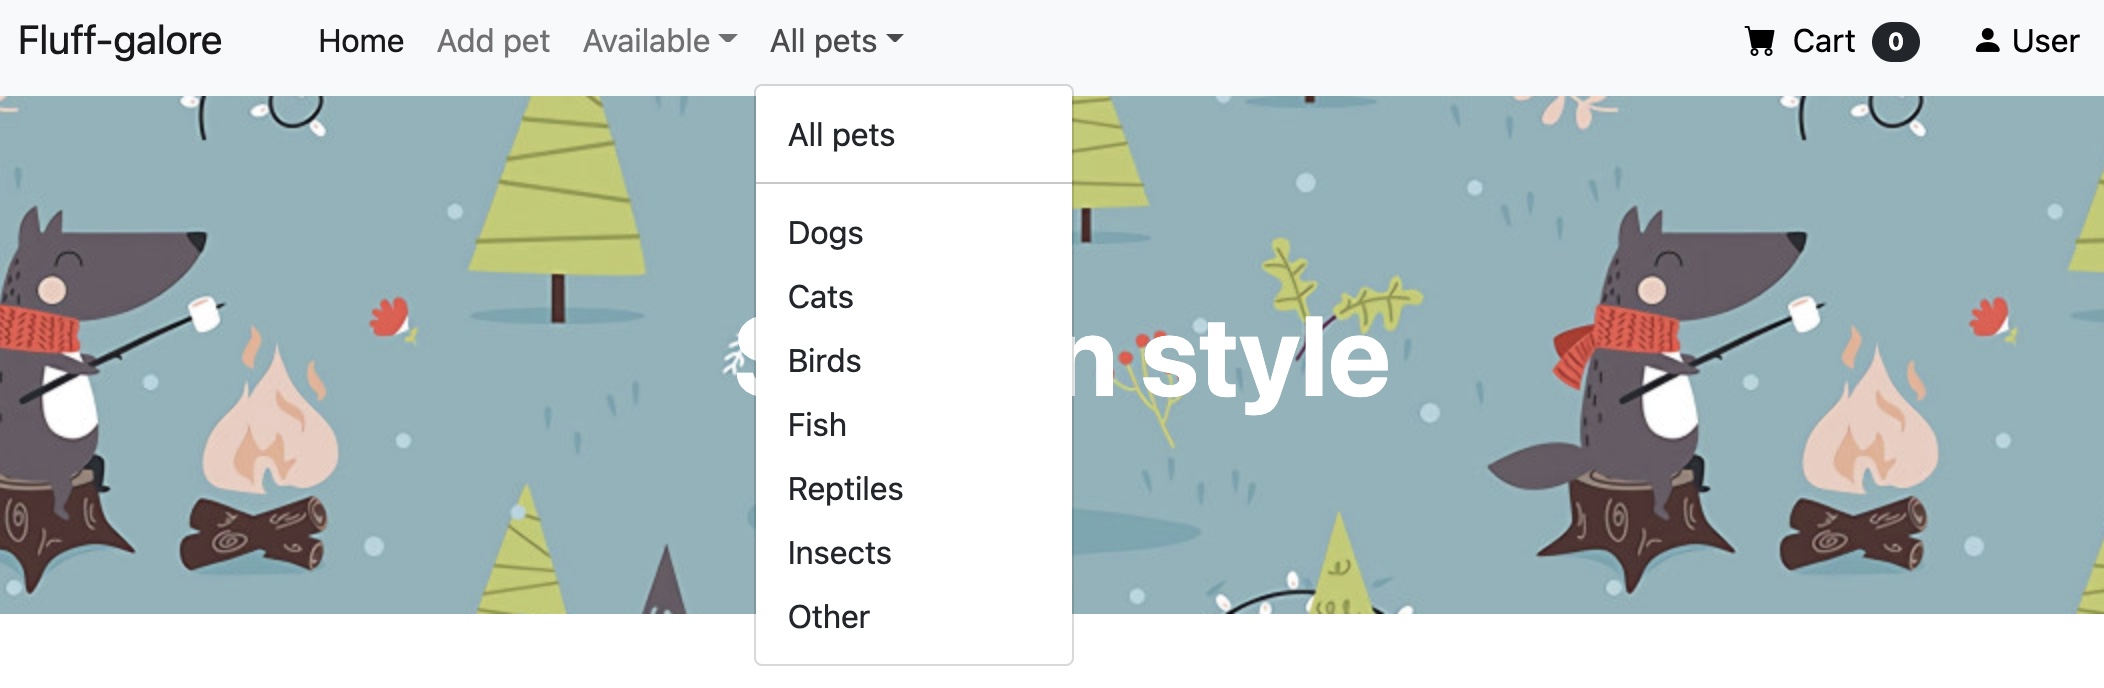 Fluff-galore Home Add pet Available All pets Cart 0 User
All pets
Dogs
Cats
Birds
style
Fish
Reptiles
Insects
Other